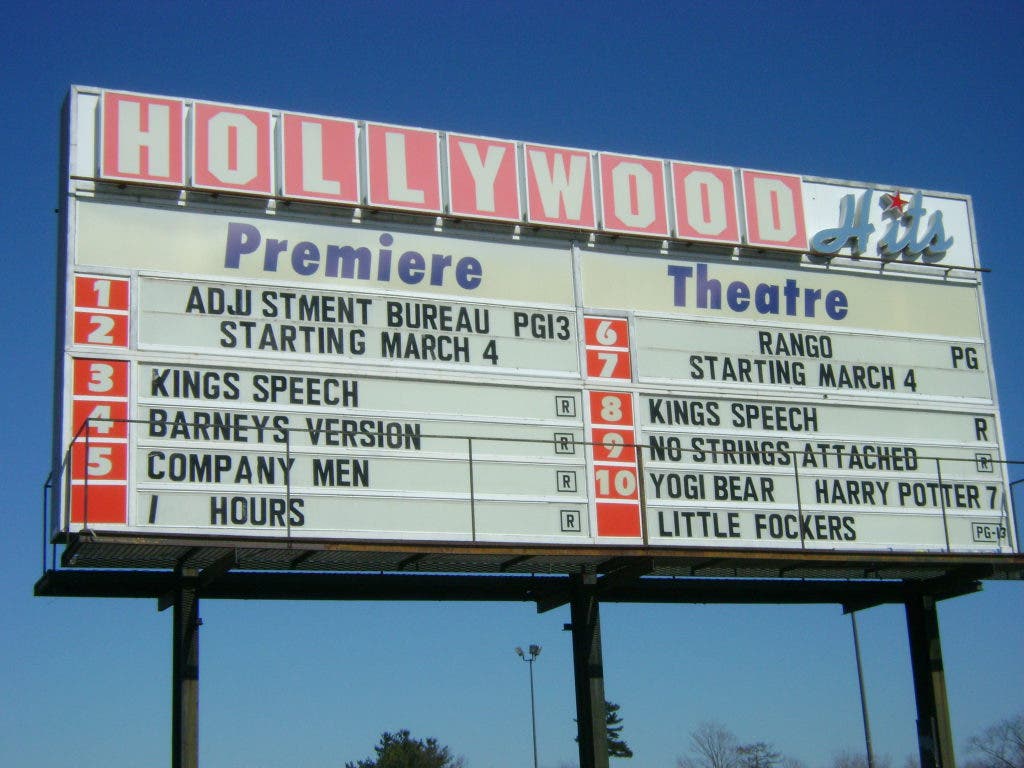 HOLLYWOOD Hits
Premiere Theatre
1
ADJUSTMENT BUREAU PG13
2
STARTING MARCH 4
3
KINGS SPEECH R
4
BARNEYS VERSION R
5
COMPANY MEN R
1 HOURS R
6
RANGO PG
7
STARTING MARCH 4
8
KINGS SPEECH R
9
NO STRINGS ATTACHED R
10
YOGI BEAR HARRY POTTER 7
LITTLE FOCKERS PG-13